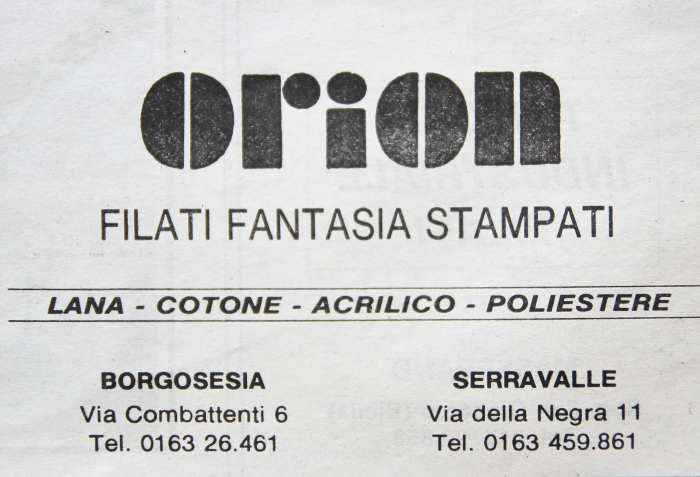 orion
FILATI FANTASIA STAMPATI
LANA - COTONE - ACRILICO - POLIESTERE
BORGOSESIA
Via Combattenti 6
Tel. 0163 26.461
SERRAVALLE
Via della Negra 11
Tel. 0163 459.861